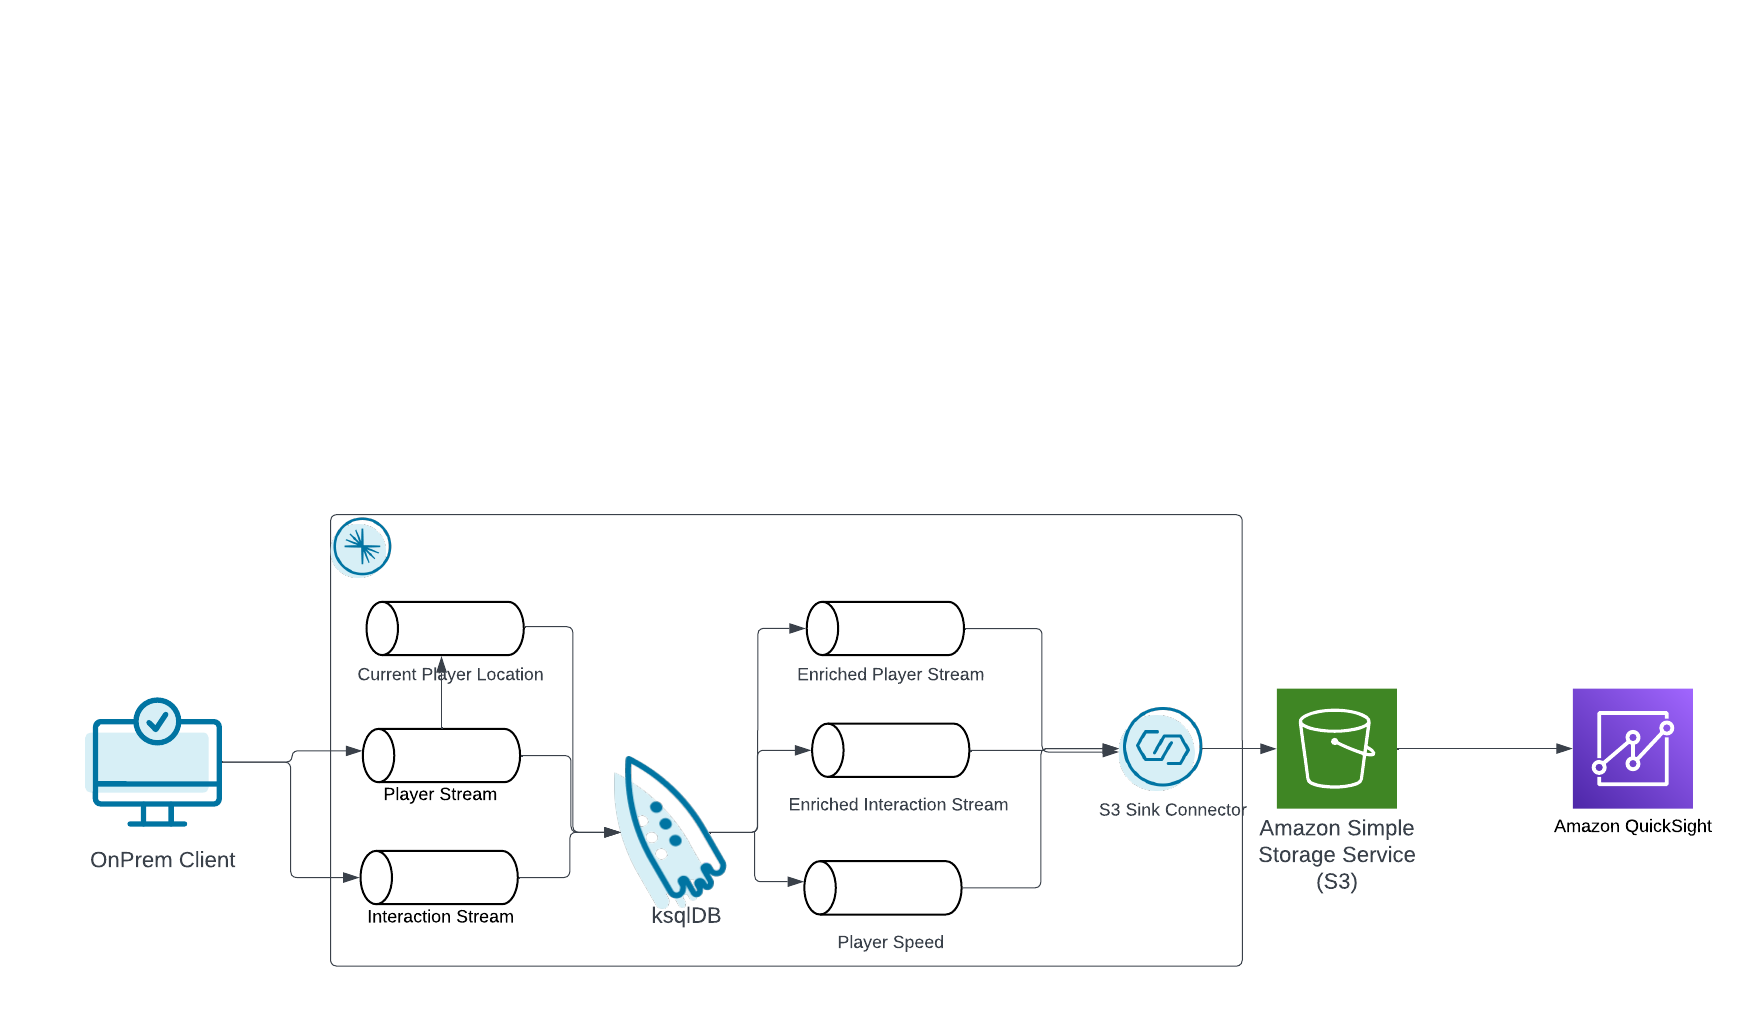 Current Player Location
Enriched Player Stream
OnPrem Client
Player Stream
Interaction Stream
ksqlDB
Enriched Interaction Stream
Player Speed
S3 Sink Connector
Amazon Simple
Storage Service
(S3)
Amazon QuickSight